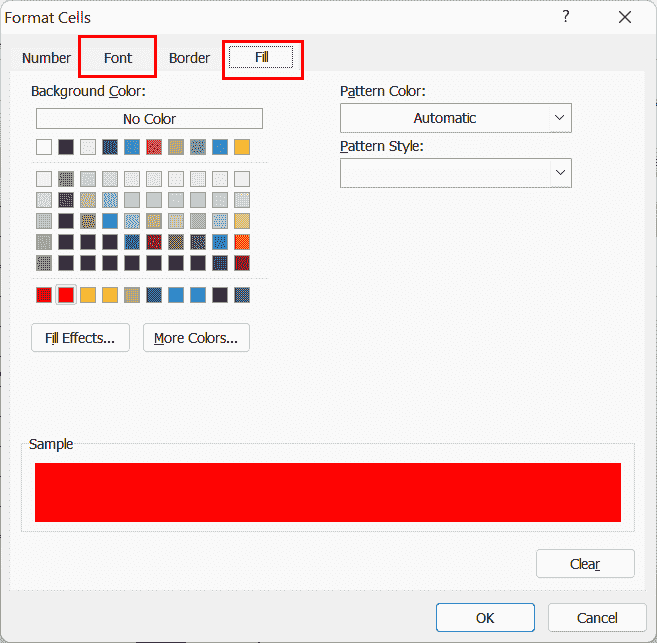 Format Cells ?
Number Font Border Fill
Background Color: Pattern Color:
No Color Automatic
Pattern Style:
Fill Effects... More Colors...
Sample
Clear
OK Cancel